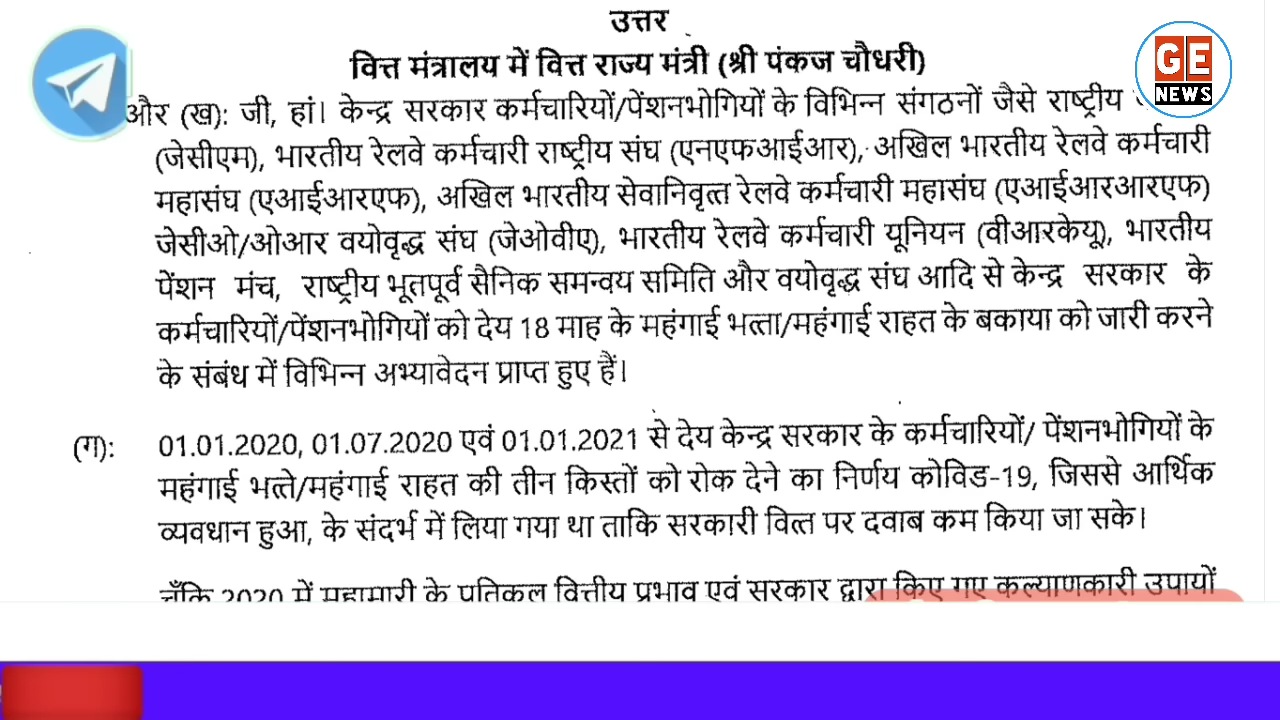 उत्तर
वित्त मंत्रालय में वित्त राज्य मंत्री (श्री पंकज चौधरी)
GE
NEWS
और (ख): जी, हां। केन्द्र सरकार कर्मचारियों/पेंशनभोगियों के विभिन्न संगठनों जैसे राष्ट्रीय
(जेसीएम), भारतीय रेलवे कर्मचारी राष्ट्रीय संघ (एनएफआईआर), अखिल भारतीय रेलवे कर्मचारी
महासंघ (एआईआरएफ), अखिल भारतीय सेवानिवृत्त रेलवे कर्मचारी महासंघ (एआईआरआरएफ)
जेसीओ/ओआर वयोवृद्ध संघ (जेओवीए), भारतीय रेलवे कर्मचारी यूनियन (वीआरकेयू), भारतीय
पेंशन मंच, राष्ट्रीय भूतपूर्व सैनिक समन्वय समिति और वयोवृद्ध संघ आदि से केन्द्र सरकार के
कर्मचारियों/पेंशनभोगियों को देय 18 माह के महंगाई भत्ता/महंगाई राहत के बकाया को जारी करने
के संबंध में विभिन्न अभ्यावेदन प्राप्त हुए हैं।
(ग): 01.01.2020, 01.07.2020 एवं 01.01.2021 से देय केन्द्र सरकार के कर्मचारियों/ पेंशनभोगियों के
महंगाई भत्ते/महंगाई राहत की तीन किस्तों को रोक देने का निर्णय कोविड-19, जिससे आर्थिक
व्यवधान हुआ, के संदर्भ में लिया गया था ताकि सरकारी वित्त पर दवाब कम किया जा सके।
चूँकि 2020 में महामारी के प्रतिकूल वित्तीय प्रभाव एवं सरकार द्वारा किए गए कल्याणकारी उपायों